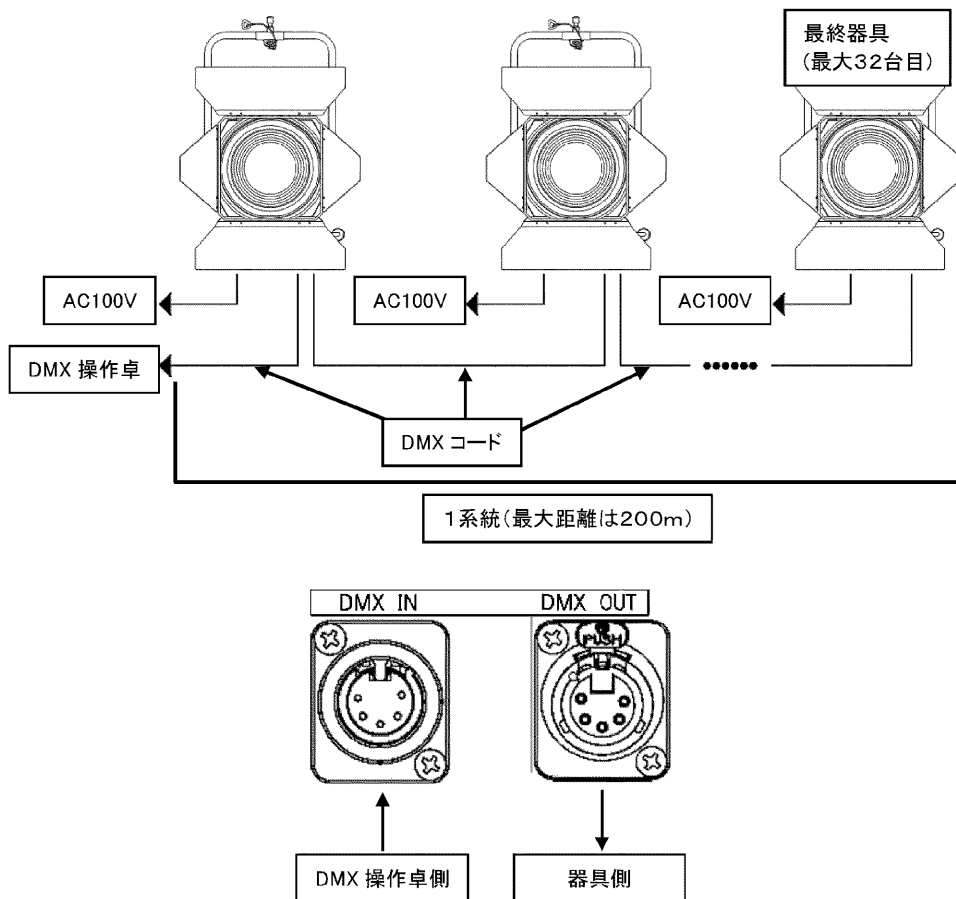 最終器具
(最大32台目)
AC100V
AC100V
AC100V
DMX 操作卓
DMX コード
1系統(最大距離は200m)
DMX IN
DMX OUT
PUSH
DMX 操作卓側
器具側